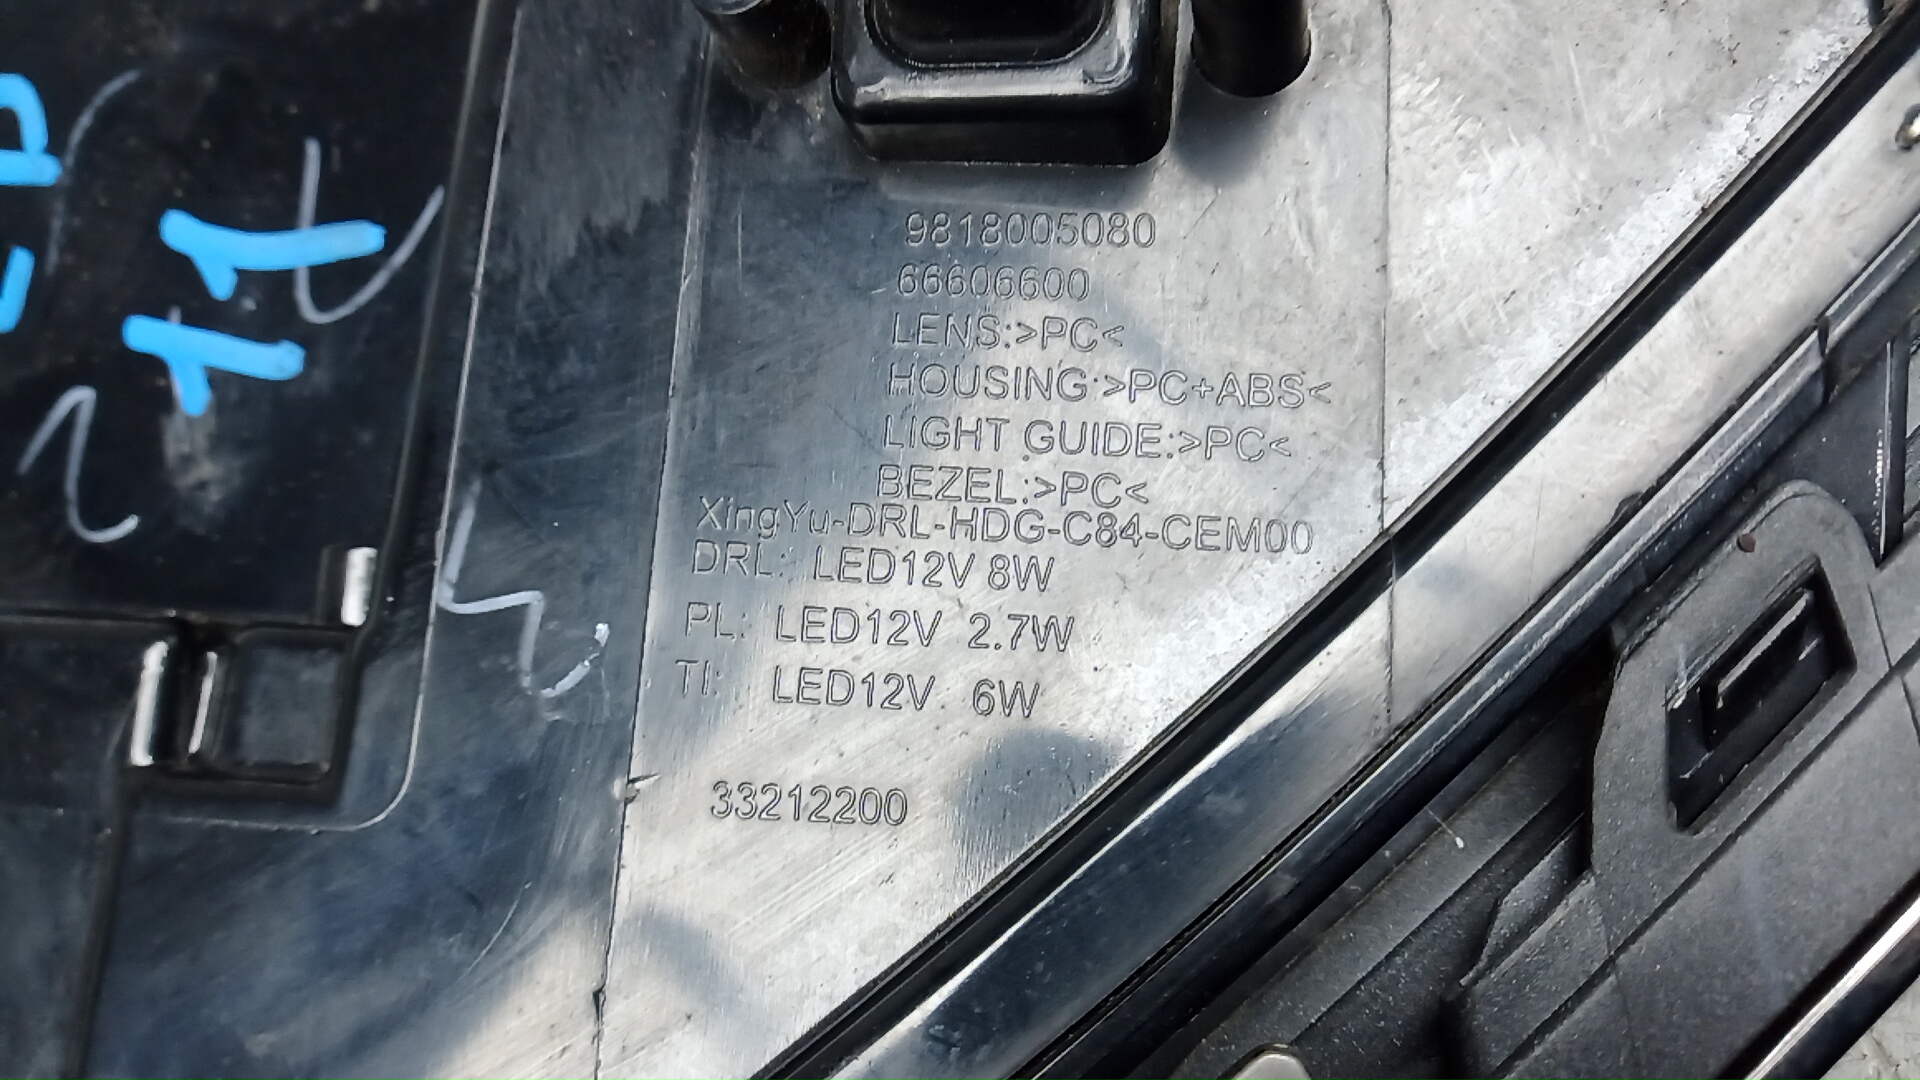 9818005080
66606600
LENS:>PC<
HOUSING:>PC+ABS<
LIGHT GUIDE:>PC<
BEZEL:>PC<
XingYu-DRL-HDG-C84-CEM00
DRL: LED12V 8W
PL: LED12V 2.7W
TI: LED12V 6W
33212200